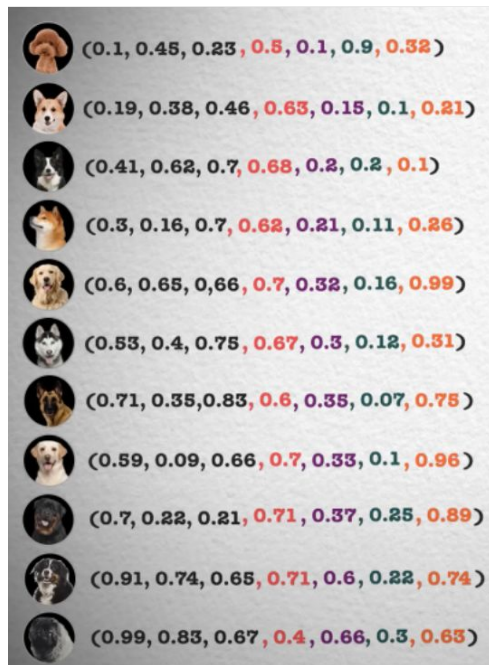 (0.1, 0.45, 0.23, 0.5, 0.1, 0.9, 0.32)
(0.19, 0.38, 0.46, 0.63, 0.15, 0.1, 0.21)
(0.41, 0.62, 0.7, 0.68, 0.2, 0.2, 0.1)
(0.3, 0.16, 0.7, 0.62, 0.21, 0.11, 0.26)
(0.6, 0.65, 0,66, 0.7, 0.32, 0.16, 0.99)
(0.53, 0.4, 0.75, 0.67, 0.3, 0.12, 0.31)
(0.71, 0.35,0.83, 0.6, 0.35, 0.07, 0.75)
(0.59, 0.09, 0.66, 0.7, 0.33, 0.1, 0.96)
(0.7, 0.22, 0.21, 0.71, 0.37, 0.25, 0.89)
(0.91, 0.74, 0.65, 0.71, 0.6, 0.22, 0.74)
(0.99, 0.83, 0.67, 0.4, 0.66, 0.3, 0.63)